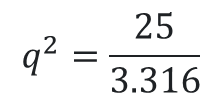 q² = 25 / 3.316